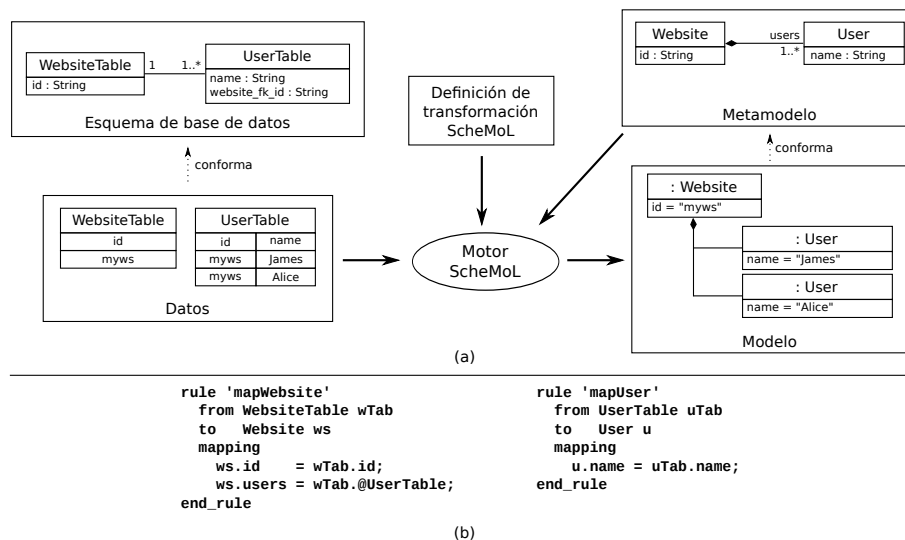 WebsiteTable
id : String
1
1..*
UserTable
name : String
website_fk_id : String
Esquema de base de datos
conforma
WebsiteTable
id
myws
UserTable
id name
myws James
myws Alice
Datos
Definición de
transformación
ScheMoL
Motor
ScheMoL
Website
id : String
users
1..*
User
name : String
Metamodelo
conforma
: Website
id = "myws"
: User
name = "James"
: User
name = "Alice"
Modelo
(a)
rule 'mapWebsite'
from WebsiteTable wTab
to Website ws
mapping
ws.id = wTab.id;
ws.users = wTab.@UserTable;
end_rule
rule 'mapUser'
from UserTable uTab
to User u
mapping
u.name = uTab.name;
end_rule
(b)